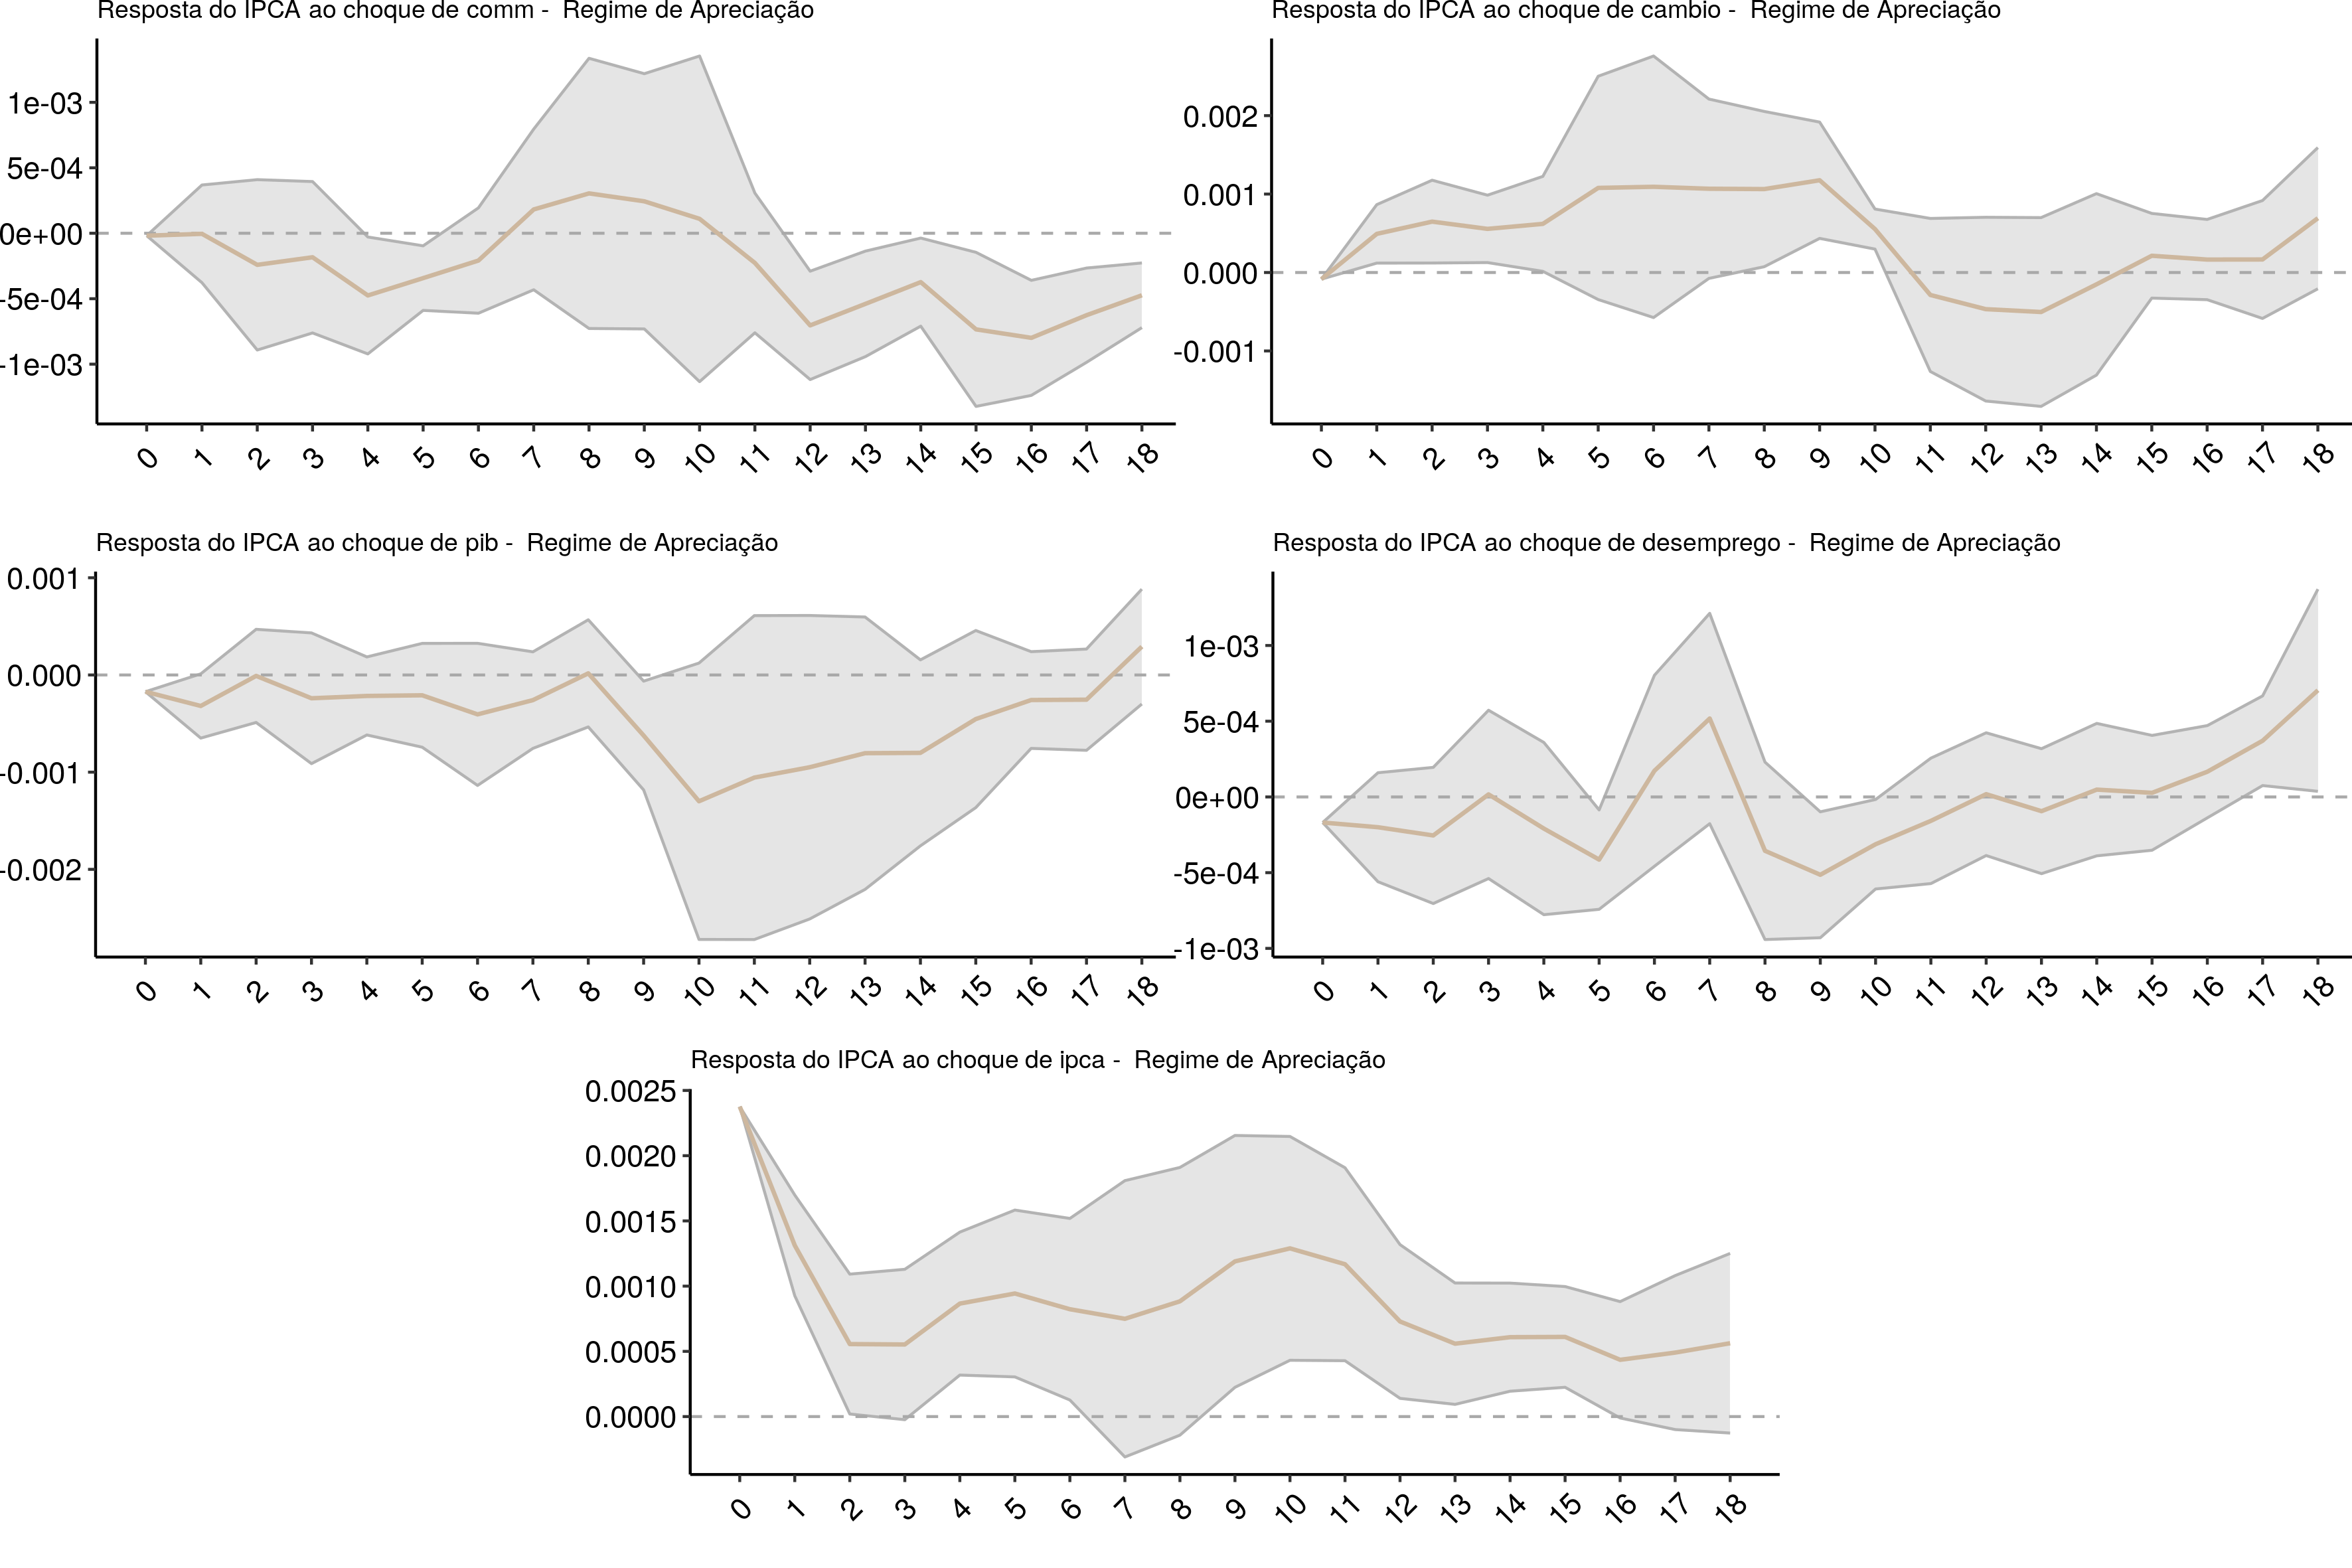 Resposta do IPCA ao choque de comm - Regime de Apreciação
1e-03
5e-04
0e+00
-5e-04
-1e-03
0 1 2 3 4 5 6 7 8 9 10 11 12 13 14 15 16 17 18
Resposta do IPCA ao choque de cambio - Regime de Apreciação
0.002
0.001
0.000
-0.001
0 1 2 3 4 5 6 7 8 9 10 11 12 13 14 15 16 17 18
Resposta do IPCA ao choque de pib - Regime de Apreciação
0.001
0.000
-0.001
-0.002
0 1 2 3 4 5 6 7 8 9 10 11 12 13 14 15 16 17 18
Resposta do IPCA ao choque de desemprego - Regime de Apreciação
1e-03
5e-04
0e+00
-5e-04
-1e-03
0 1 2 3 4 5 6 7 8 9 10 11 12 13 14 15 16 17 18
Resposta do IPCA ao choque de ipca - Regime de Apreciação
0.0025
0.0020
0.0015
0.0010
0.0005
0.0000
0 1 2 3 4 5 6 7 8 9 10 11 12 13 14 15 16 17 18